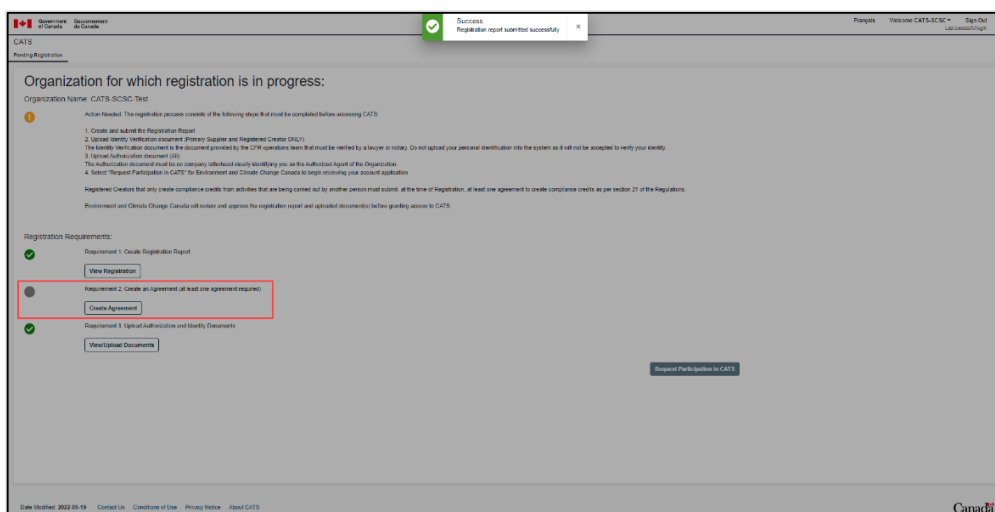 Government of Canada
Gouvernement du Canada
Success
Registration report submitted successfully
×
Français
Welcome CATS-SCSC
Sign Out
CATS
Pending Registration
Organization for which registration is in progress:
Organization Name: CATS-SCSC-Test
Action Needed: The registration process consists of the following steps that must be completed before accessing CATS:
1. Create and submit the Registration Report
2. Upload Identity Verification document (Primary Supplier and Registered Creator ONLY)
The Identity Verification document is the document provided by the CFR operations team that must be verified by a lawyer or notary. Do not upload your personal identification into the system as it will not be accepted to verify your identity.
3. Upload Authorization document (All)
The Authorization document must be on company letterhead clearly identifying you as the Authorized Agent of the Organization.
4. Select "Request Participation in CATS" for Environment and Climate Change Canada to begin reviewing your account application
Registered Creators that only create compliance credits from activities that are being carried out by another person must submit, at the time of Registration, at least one agreement to create compliance credits as per section 21 of the Regulations.
Environment and Climate Change Canada will review and approve the registration report and uploaded document(s) before granting access to CATS.
Registration Requirements:
Requirement 1: Create Registration Report
View Registration
Requirement 2: Create an Agreement (at least one agreement required)
Create Agreement
Requirement 3: Upload Authorization and Identity Documents
View/Upload Documents
Request Participation in CATS
Date Modified: 2022-05-19
Contact Us
Conditions of Use
Privacy Notice
About CATS
Canada